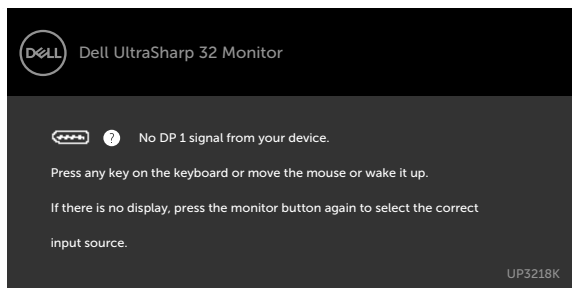 DELL
Dell UltraSharp 32 Monitor
? No DP 1 signal from your device.
Press any key on the keyboard or move the mouse or wake it up.
If there is no display, press the monitor button again to select the correct
input source.
UP3218K